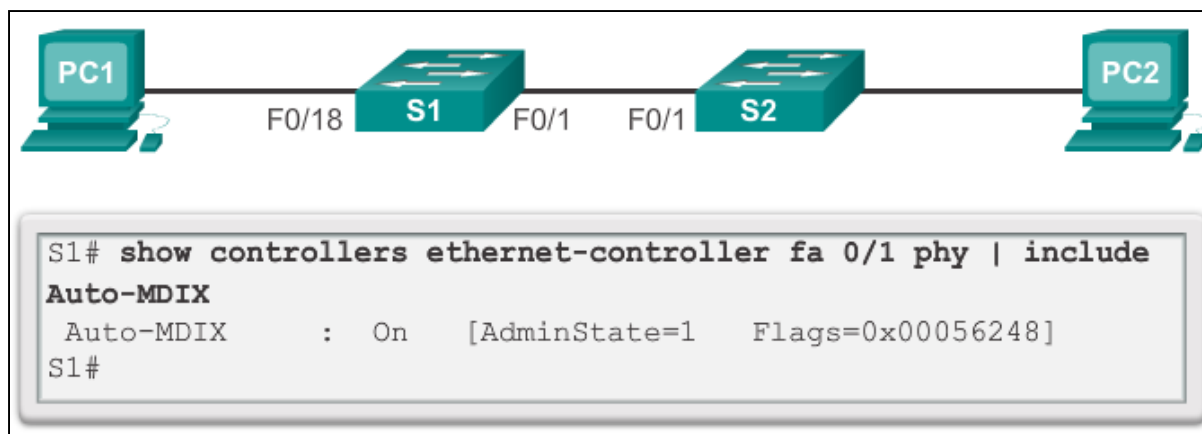 PC1
PC2
S1
S2
F0/18
F0/1
F0/1
S1# show controllers ethernet-controller fa 0/1 phy | include
Auto-MDIX
Auto-MDIX : On [AdminState=1 Flags=0x00056248]
S1#